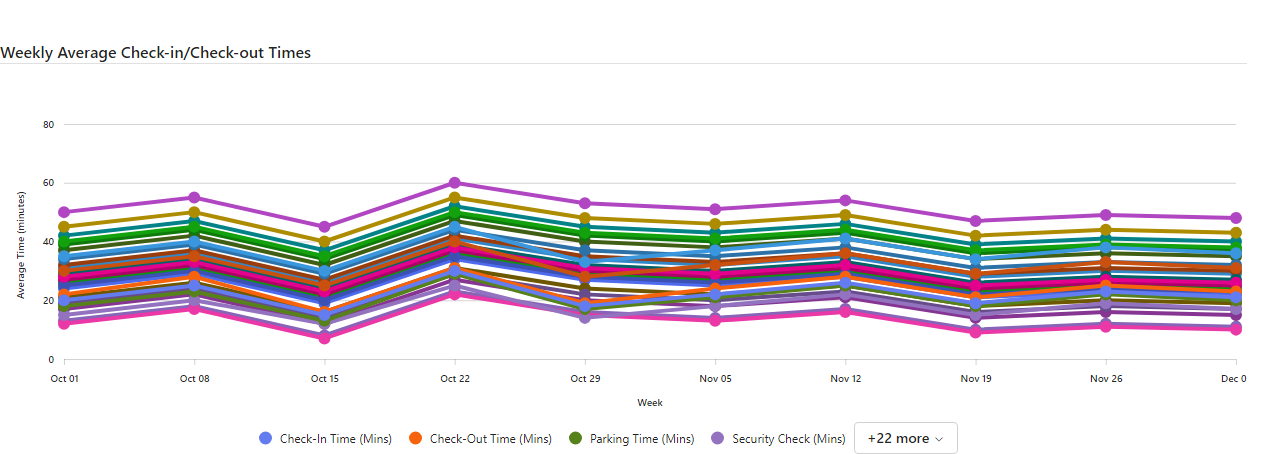 Weekly Average Check-in/Check-out Times
80
60
40
20
0
Average Time (minutes)
Oct 01 Oct 08 Oct 15 Oct 22 Oct 29 Nov 05 Nov 12 Nov 19 Nov 26 Dec 0
Week
Check-In Time (Mins) Check-Out Time (Mins) Parking Time (Mins) Security Check (Mins) +22 more